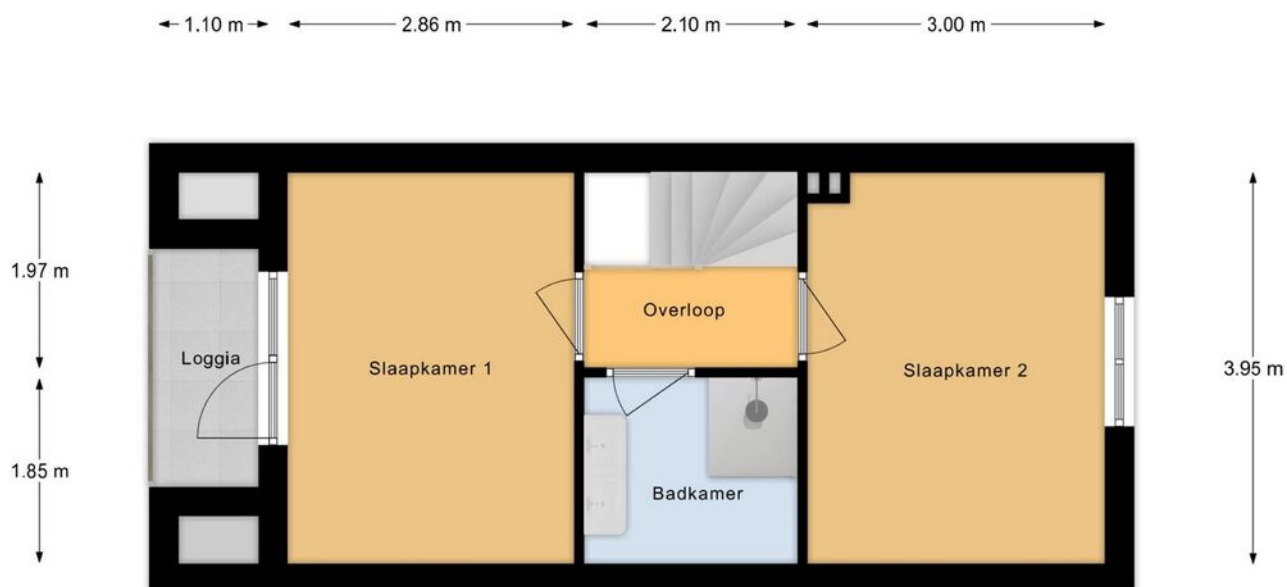 1.10 m
2.86 m
2.10 m
3.00 m
1.97 m
Overloop
Loggia
Slaapkamer 1
Slaapkamer 2
3.95 m
1.85 m
Badkamer